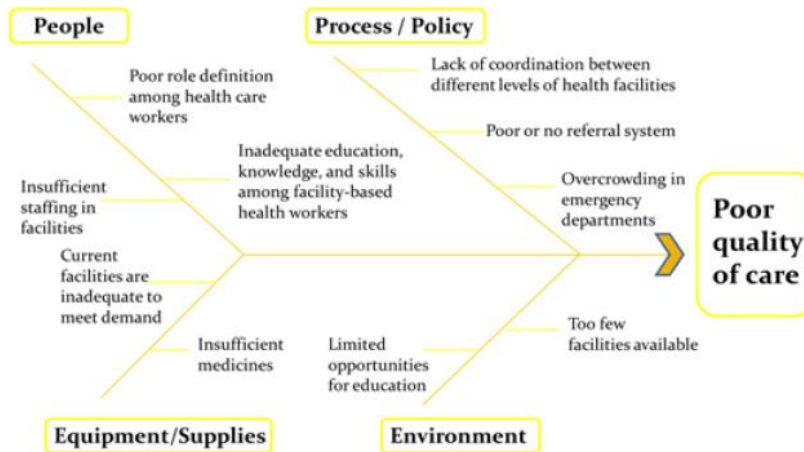 People
Process / Policy
Poor role definition
among health care
workers
Lack of coordination between
different levels of health facilities
Poor or no referral system
Inadequate education,
knowledge, and skills
among facility-based
health workers
Insufficient
staffing in
facilities
Overcrowding in
emergency
departments
Poor
quality
of care
Current
facilities are
inadequate to
meet demand
Insufficient
medicines
Limited
opportunities
for education
Too few
facilities available
Equipment/Supplies
Environment